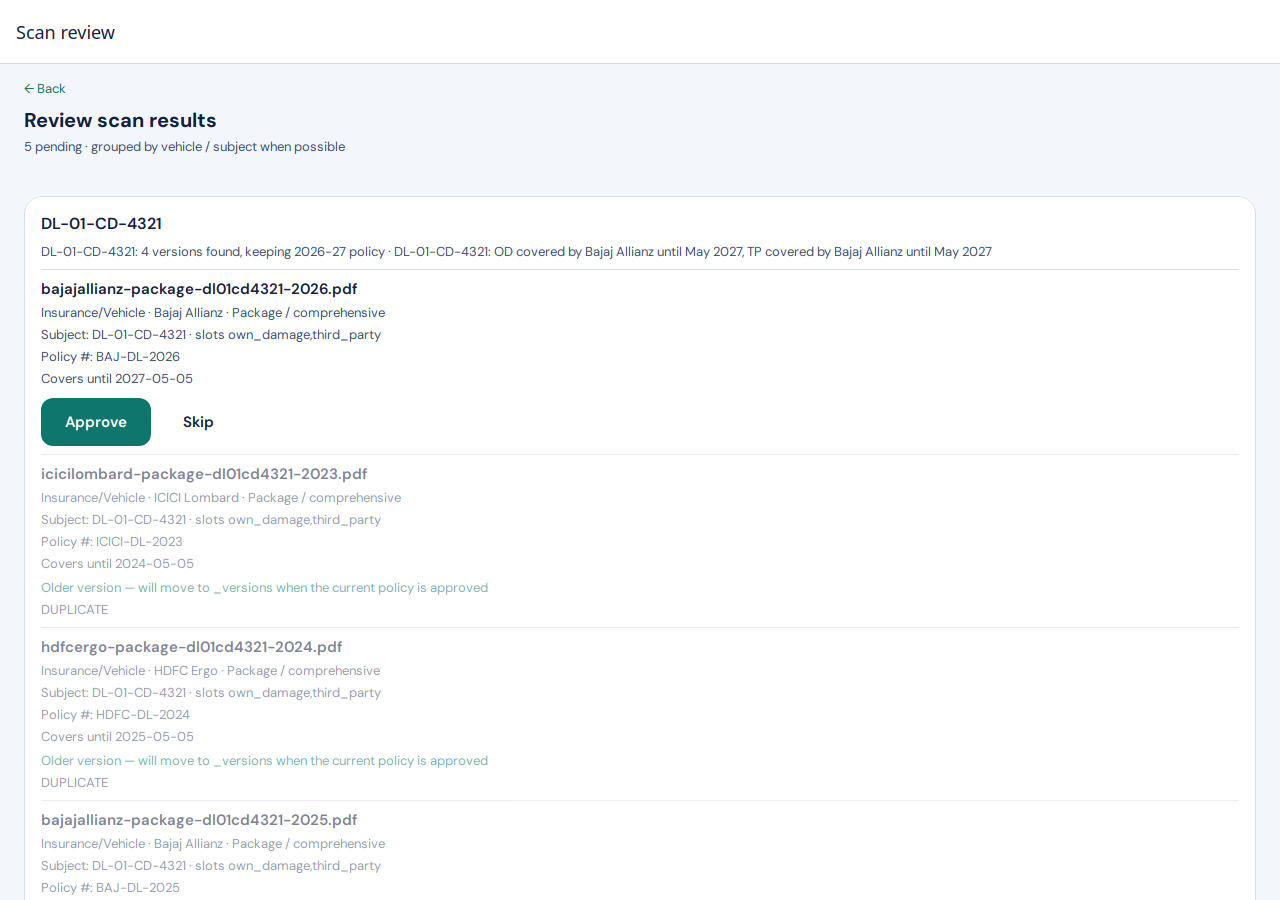 Scan review
← Back
Review scan results
5 pending · grouped by vehicle / subject when possible
DL-01-CD-4321
DL-01-CD-4321: 4 versions found, keeping 2026-27 policy · DL-01-CD-4321: OD covered by Bajaj Allianz until May 2027, TP covered by Bajaj Allianz until May 2027
bajajallianz-package-dl01cd4321-2026.pdf
Insurance/Vehicle · Bajaj Allianz · Package / comprehensive
Subject: DL-01-CD-4321 · slots own_damage,third_party
Policy #: BAJ-DL-2026
Covers until 2027-05-05
Approve Skip
icicilombard-package-dl01cd4321-2023.pdf
Insurance/Vehicle · ICICI Lombard · Package / comprehensive
Subject: DL-01-CD-4321 · slots own_damage,third_party
Policy #: ICICI-DL-2023
Covers until 2024-05-05
Older version — will move to _versions when the current policy is approved
DUPLICATE
hdfcergo-package-dl01cd4321-2024.pdf
Insurance/Vehicle · HDFC Ergo · Package / comprehensive
Subject: DL-01-CD-4321 · slots own_damage,third_party
Policy #: HDFC-DL-2024
Covers until 2025-05-05
Older version — will move to _versions when the current policy is approved
DUPLICATE
bajajallianz-package-dl01cd4321-2025.pdf
Insurance/Vehicle · Bajaj Allianz · Package / comprehensive
Subject: DL-01-CD-4321 · slots own_damage,third_party
Policy #: BAJ-DL-2025